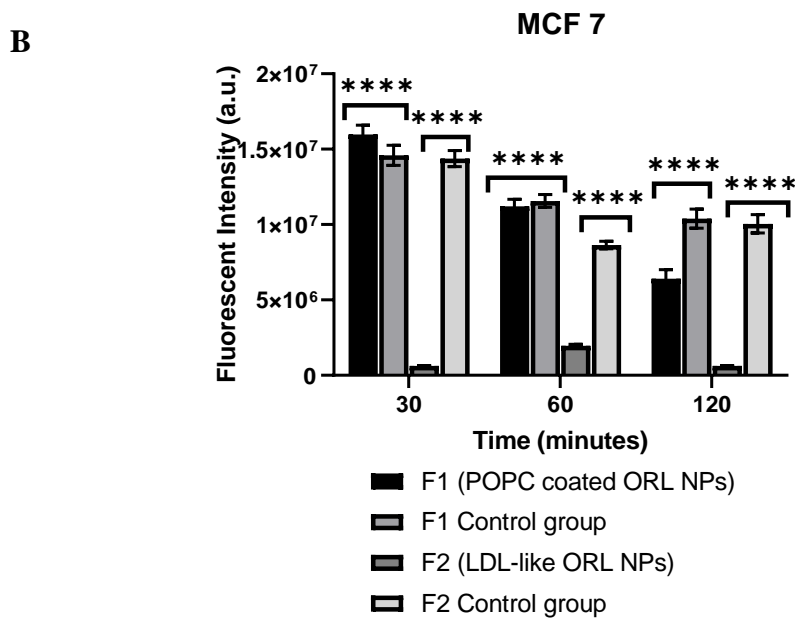 B
MCF 7
Fluorescent Intensity (a.u.)
2×10⁷
1.5×10⁷
1×10⁷
5×10⁶
0
**** ****
**** ****
**** ****
30 60 120
Time (minutes)
F1 (POPC coated ORL NPs)
F1 Control group
F2 (LDL-like ORL NPs)
F2 Control group